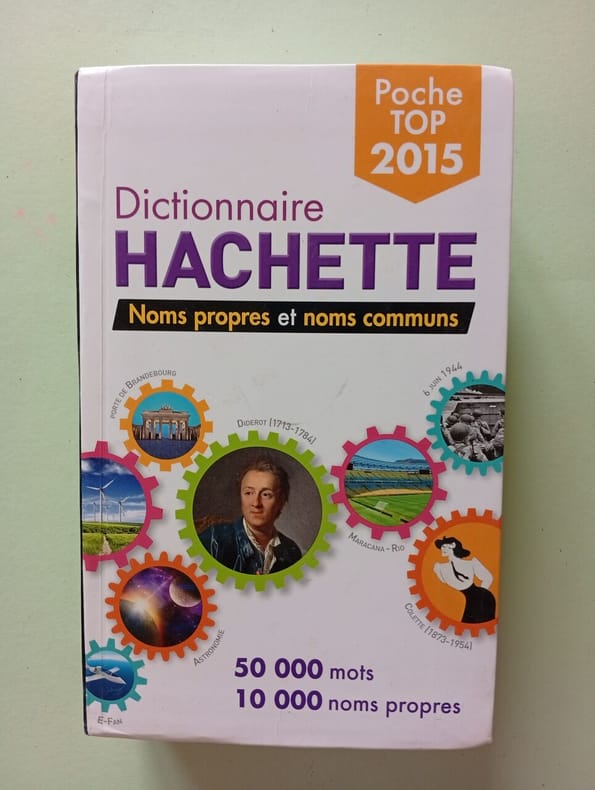 Poche
TOP
2015
Dictionnaire
HACHETTE
Noms propres et noms communs
PORTE DE BRANDEBOURG
6 JUIN 1944
DIDEROT (1713-1784)
MARACANA - RIO
COLETTE (1873-1954)
ASTRONOMIE
E-FAN
50 000 mots
10 000 noms propres